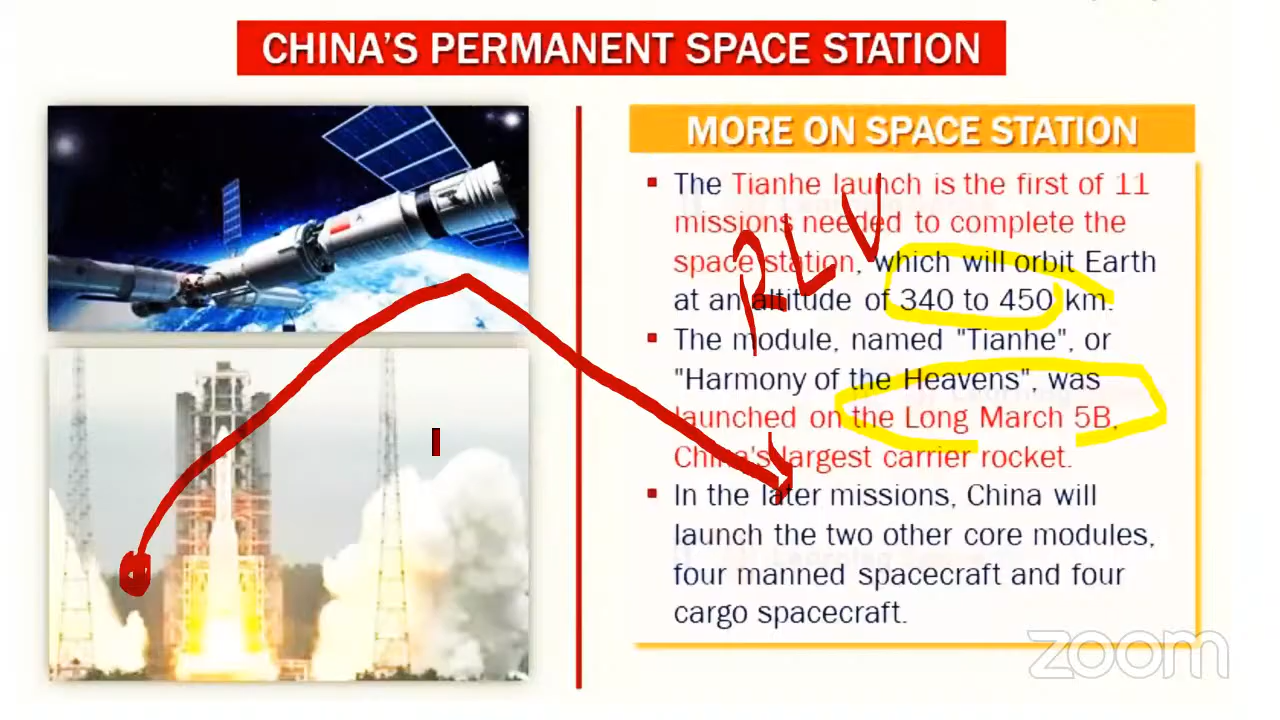 CHINA'S PERMANENT SPACE STATION
MORE ON SPACE STATION
The Tianhe launch is the first of 11
missions needed to complete the
space station, which will orbit Earth
at an altitude of 340 to 450 km.
The module, named "Tianhe", or
"Harmony of the Heavens", was
launched on the Long March 5B,
China's largest carrier rocket.
In the later missions, China will
launch the two other core modules,
four manned spacecraft and four
cargo spacecraft.
RLV
zoom